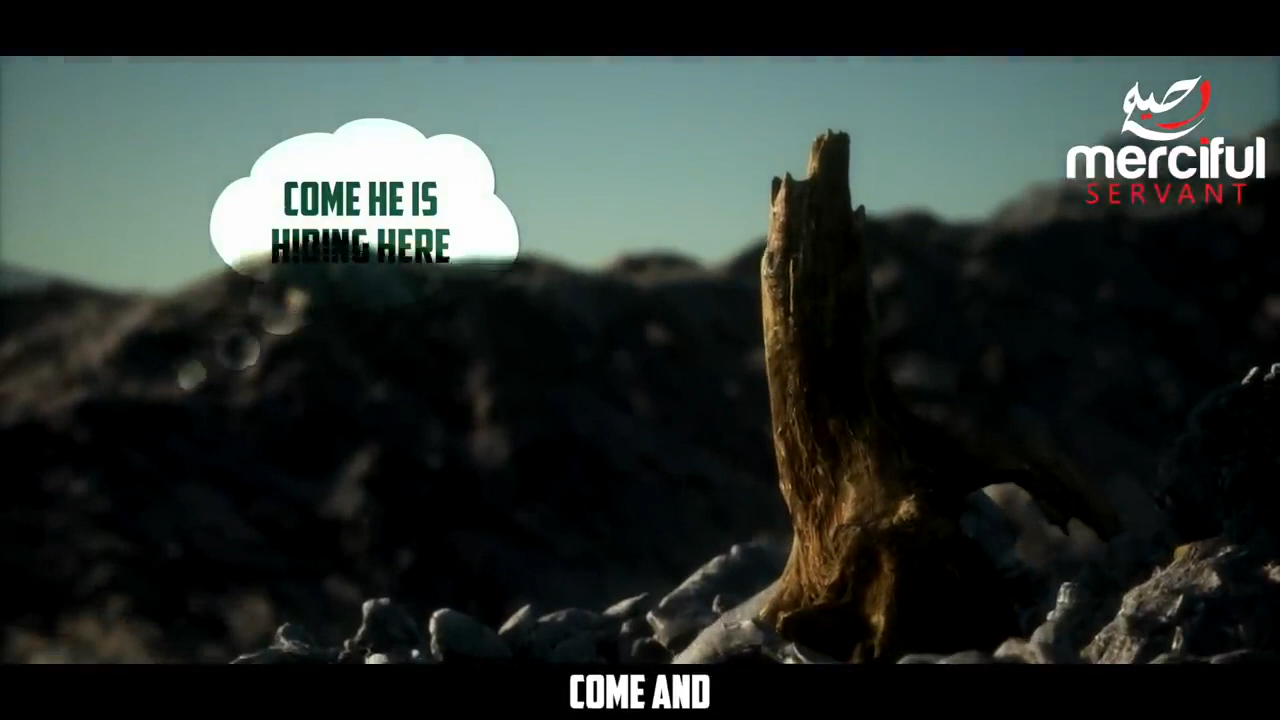 COME HE IS
HIDING HERE
merciful
SERVANT
COME AND